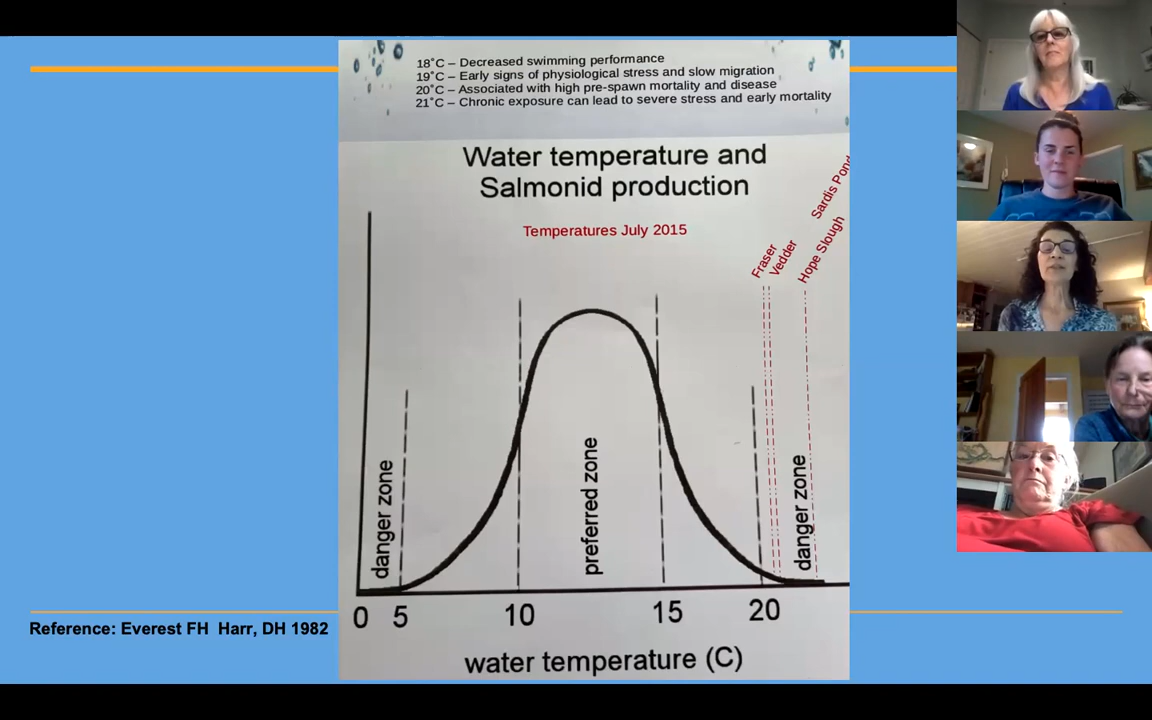 18˚C – Decreased swimming performance
19˚C – Early signs of physiological stress and slow migration
20˚C – Associated with high pre-spawn mortality and disease
21˚C – Chronic exposure can lead to severe stress and early mortality
Water temperature and
Salmonid production
Temperatures July 2015
Fraser
Vedder
Sardis Pond
Hope Slough
danger zone
preferred zone
danger zone
0 5 10 15 20
water temperature (C)
Reference: Everest FH Harr, DH 1982